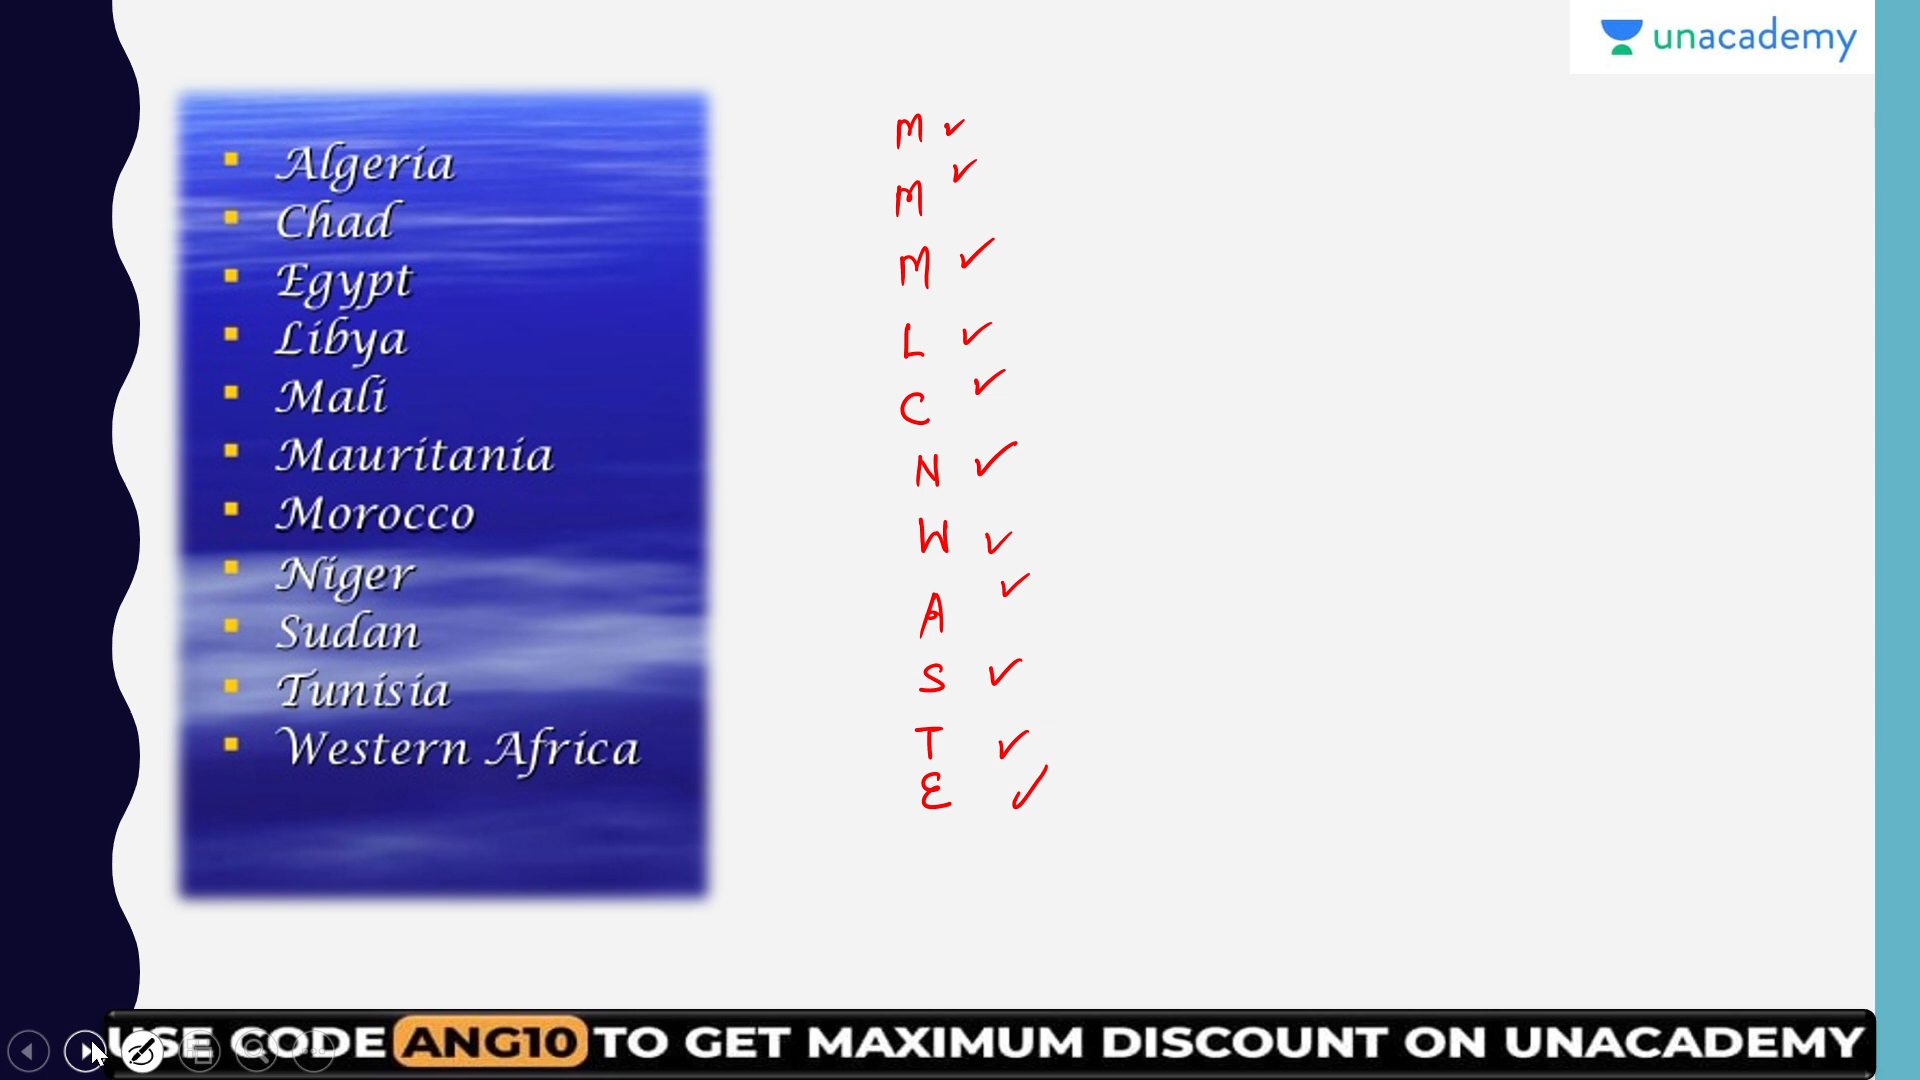 unacademy
Algeria
Chad
Egypt
Libya
Mali
Mauritania
Morocco
Niger
Sudan
Tunisia
Western Africa
M
M
M
L
C
N
W
A
S
T
E
USE CODE ANG10 TO GET MAXIMUM DISCOUNT ON UNACADEMY